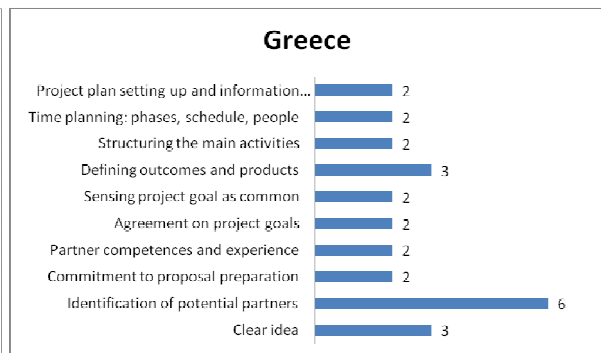 Greece
Project plan setting up and information... 2
Time planning: phases, schedule, people 2
Structuring the main activities 2
Defining outcomes and products 3
Sensing project goal as common 2
Agreement on project goals 2
Partner competences and experience 2
Commitment to proposal preparation 2
Identification of potential partners 6
Clear idea 3